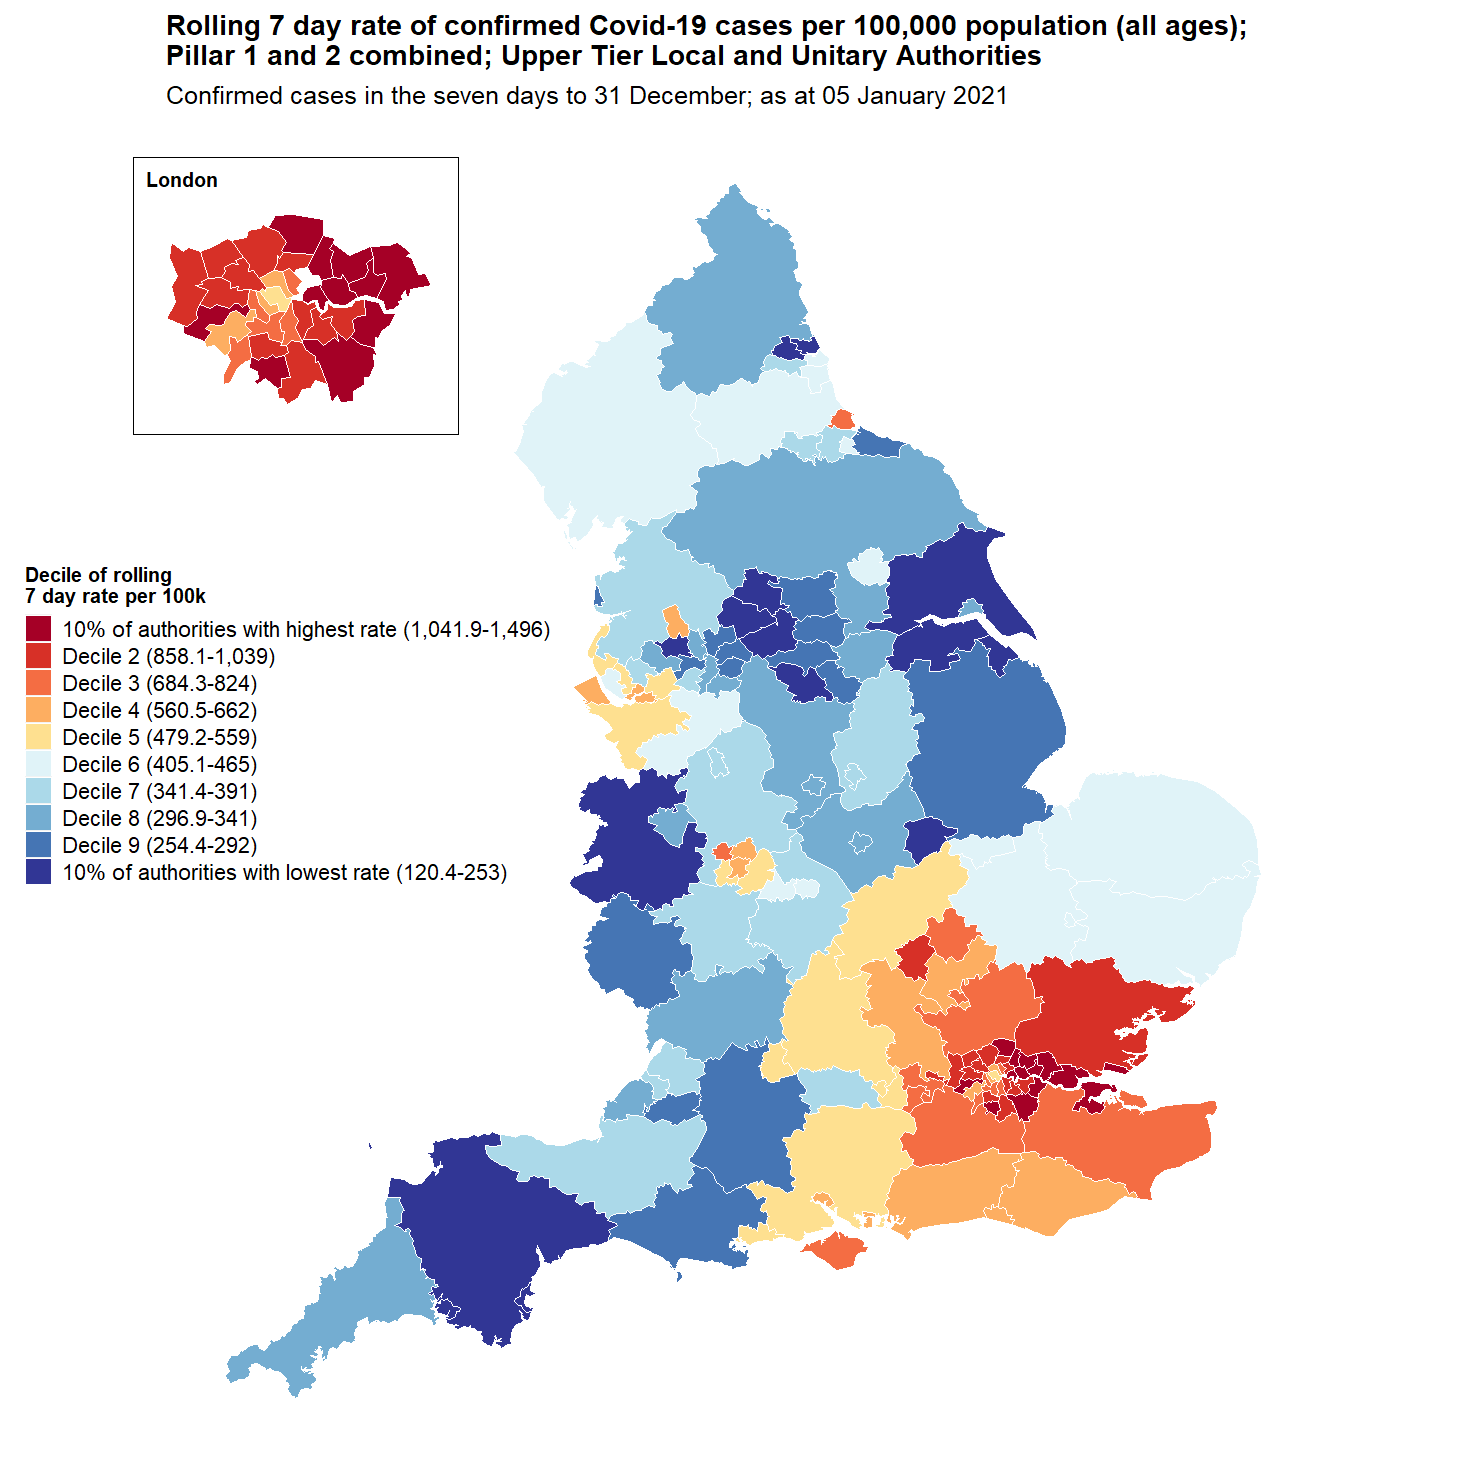 Rolling 7 day rate of confirmed Covid-19 cases per 100,000 population (all ages);
Pillar 1 and 2 combined; Upper Tier Local and Unitary Authorities
Confirmed cases in the seven days to 31 December; as at 05 January 2021
London
Decile of rolling
7 day rate per 100k
10% of authorities with highest rate (1,041.9-1,496)
Decile 2 (858.1-1,039)
Decile 3 (684.3-824)
Decile 4 (560.5-662)
Decile 5 (479.2-559)
Decile 6 (405.1-465)
Decile 7 (341.4-391)
Decile 8 (296.9-341)
Decile 9 (254.4-292)
10% of authorities with lowest rate (120.4-253)